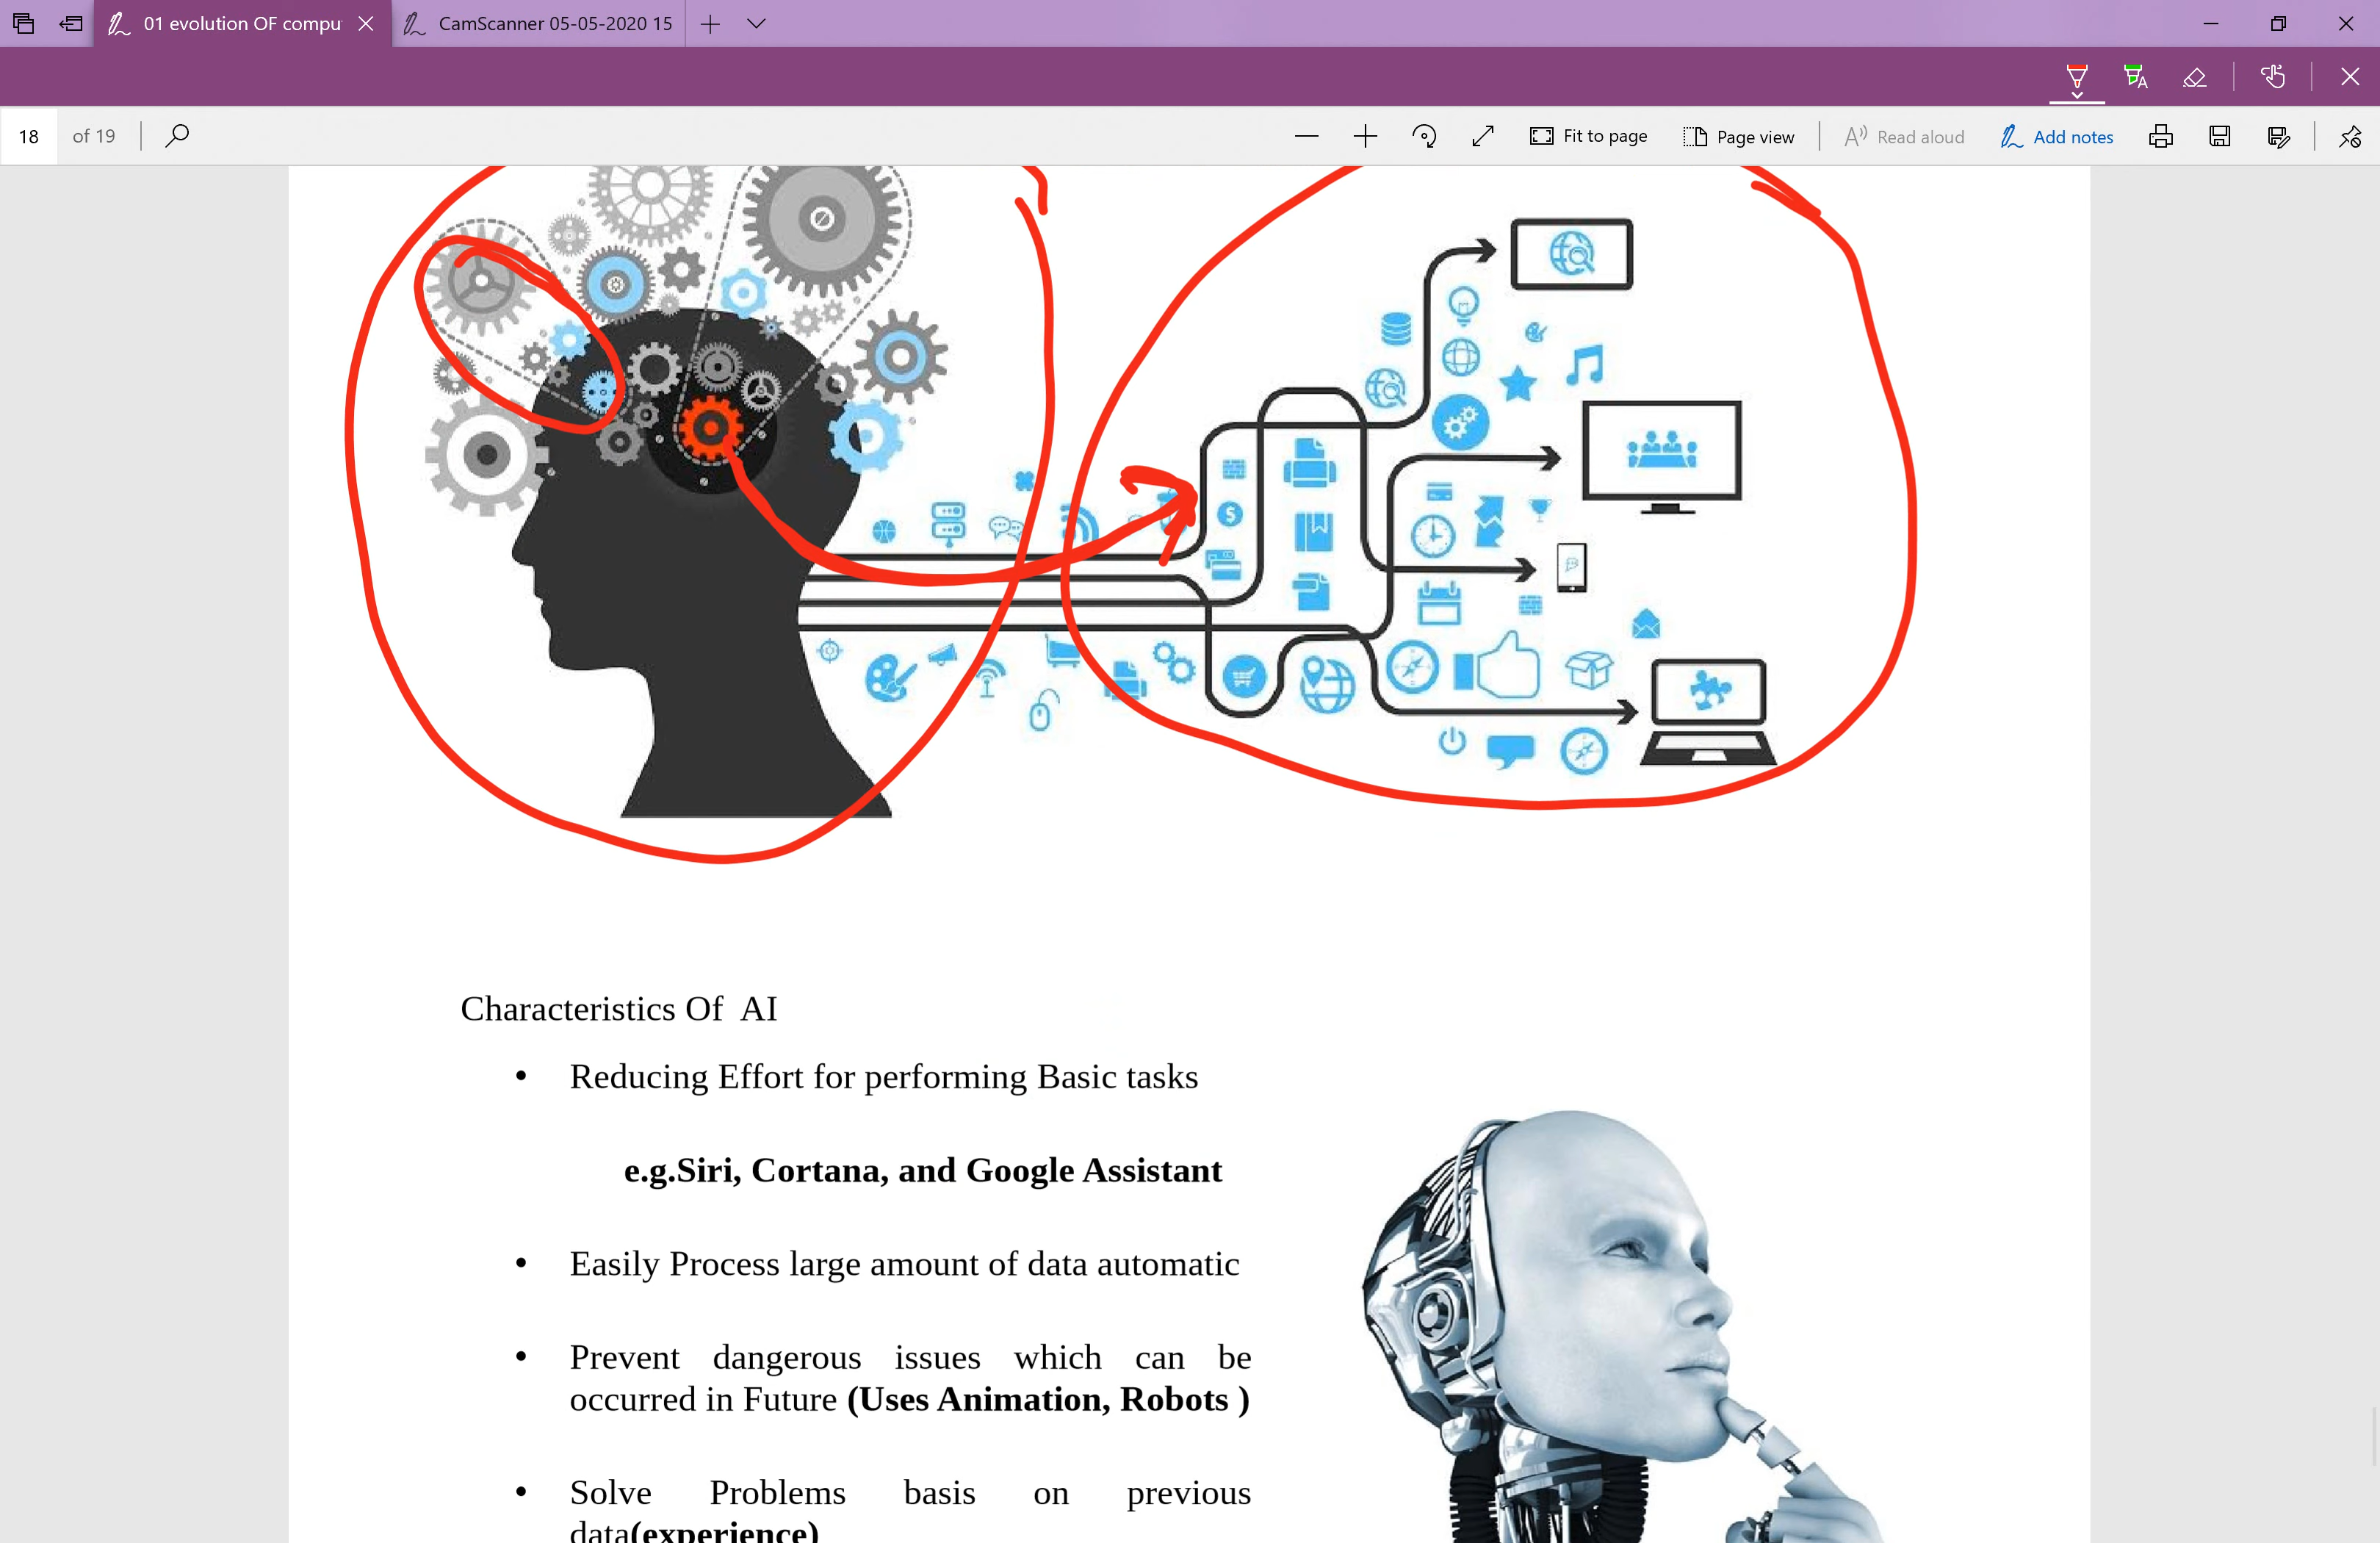 01 evolution OF compu
CamScanner 05-05-2020 15
18 of 19
Fit to page
Page view
Read aloud
Add notes
Characteristics Of  AI
• Reducing Effort for performing Basic tasks
e.g.Siri, Cortana, and Google Assistant
• Easily Process large amount of data automatic
• Prevent dangerous issues which can be
occurred in Future (Uses Animation, Robots )
• Solve Problems basis on previous
data(experience)